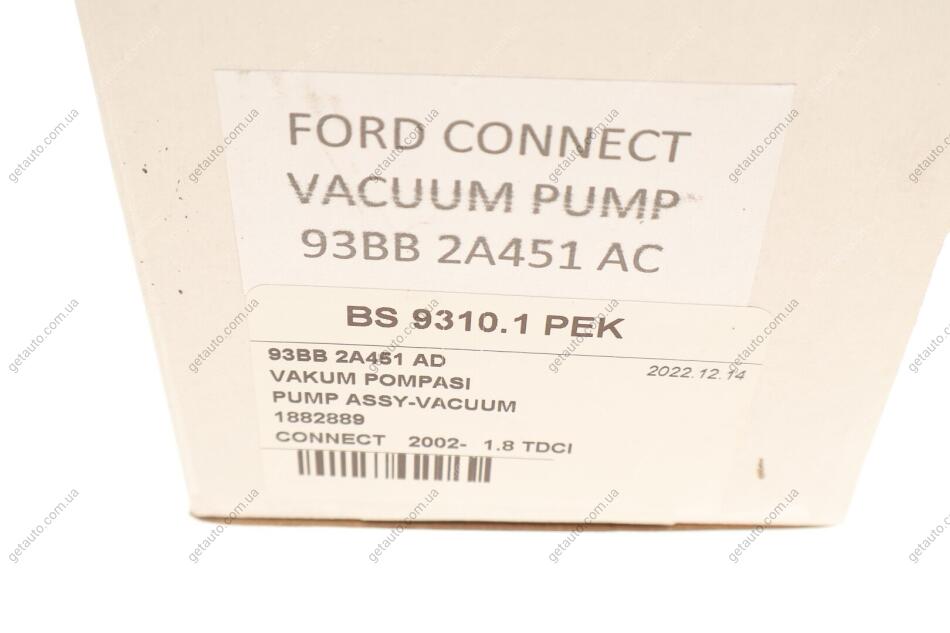 FORD CONNECT
VACUUM PUMP
93BB 2A451 AC
BS 9310.1 PEK
93BB 2A451 AD
2022.12.14
VAKUM POMPASI
PUMP ASSY-VACUUM
1882889
CONNECT 2002- 1.8 TDCI
getauto.com.ua